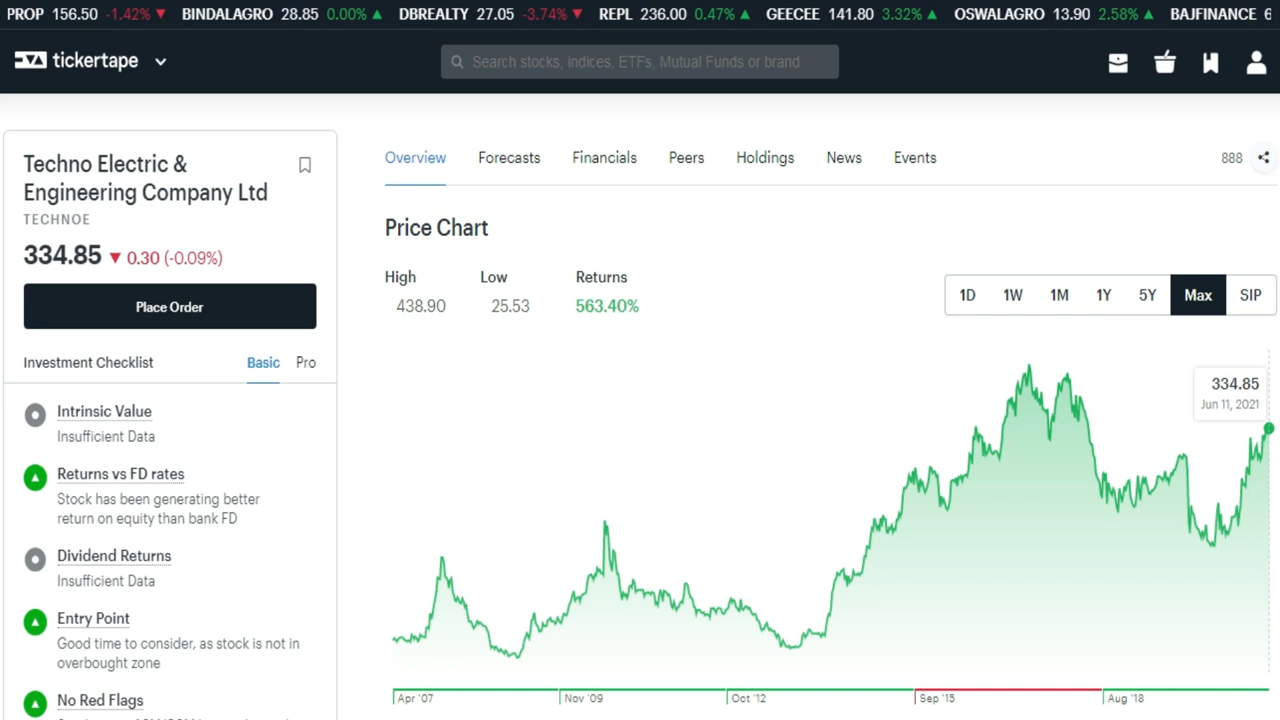 PROP 156.50 -1.42% ▼ BINDALAGRO 28.85 0.00% ▲ DBREALTY 27.05 -3.74% ▼ REPL 236.00 0.47% ▲ GEECEE 141.80 3.32% ▲ OSWALAGRO 13.90 2.58% ▲ BAJFINANCE 6
tickertape
Search stocks, indices, ETFs, Mutual Funds or brand
Techno Electric &
Engineering Company Ltd
TECHNOE
334.85 ▼ 0.30 (-0.09%)
Place Order
Investment Checklist Basic Pro
Intrinsic Value
Insufficient Data
Returns vs FD rates
Stock has been generating better
return on equity than bank FD
Dividend Returns
Insufficient Data
Entry Point
Good time to consider, as stock is not in
overbought zone
No Red Flags
Overview Forecasts Financials Peers Holdings News Events 888
Price Chart
High Low Returns
438.90 25.53 563.40%
1D 1W 1M 1Y 5Y Max SIP
334.85
Jun 11, 2021
Apr '07 Nov '09 Oct '12 Sep '15 Aug '18